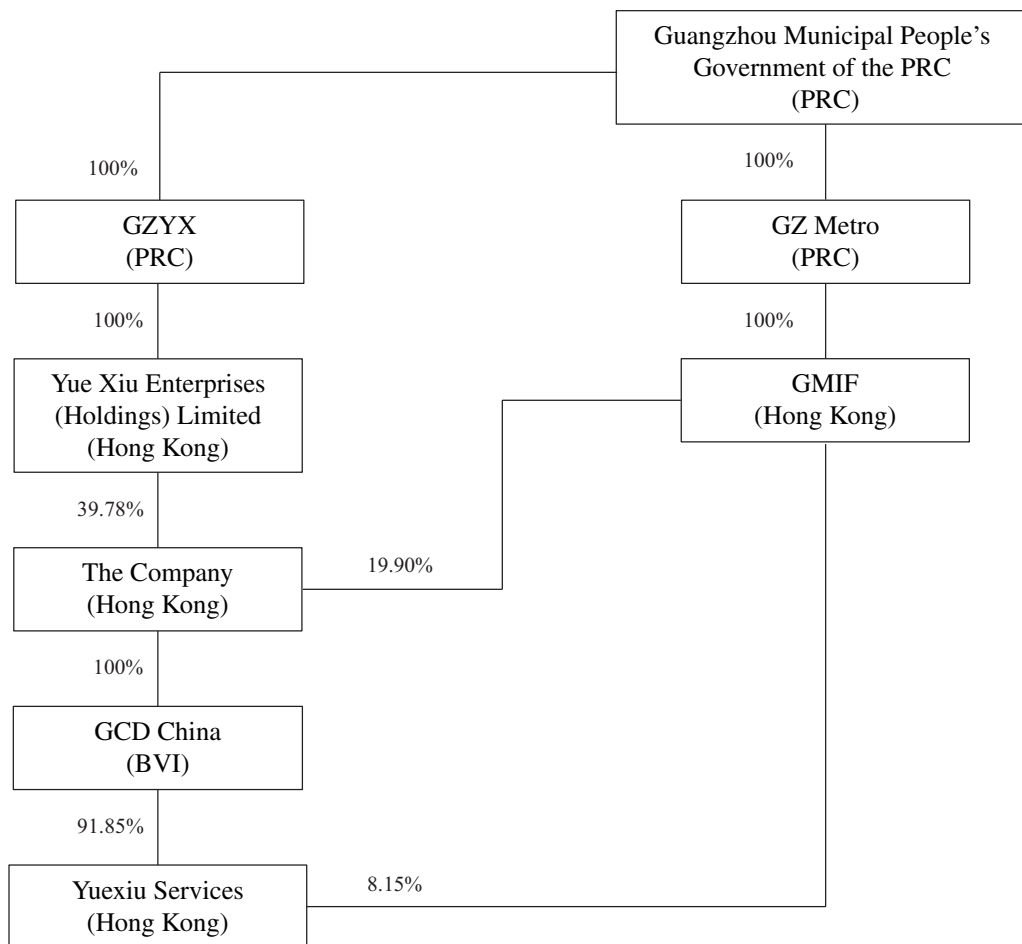 Guangzhou Municipal People's
Government of the PRC
(PRC)
100%
100%
GZYX
(PRC)
GZ Metro
(PRC)
100%
100%
Yue Xiu Enterprises
(Holdings) Limited
(Hong Kong)
GMIF
(Hong Kong)
39.78%
The Company
(Hong Kong)
19.90%
100%
GCD China
(BVI)
91.85%
Yuexiu Services
(Hong Kong)
8.15%